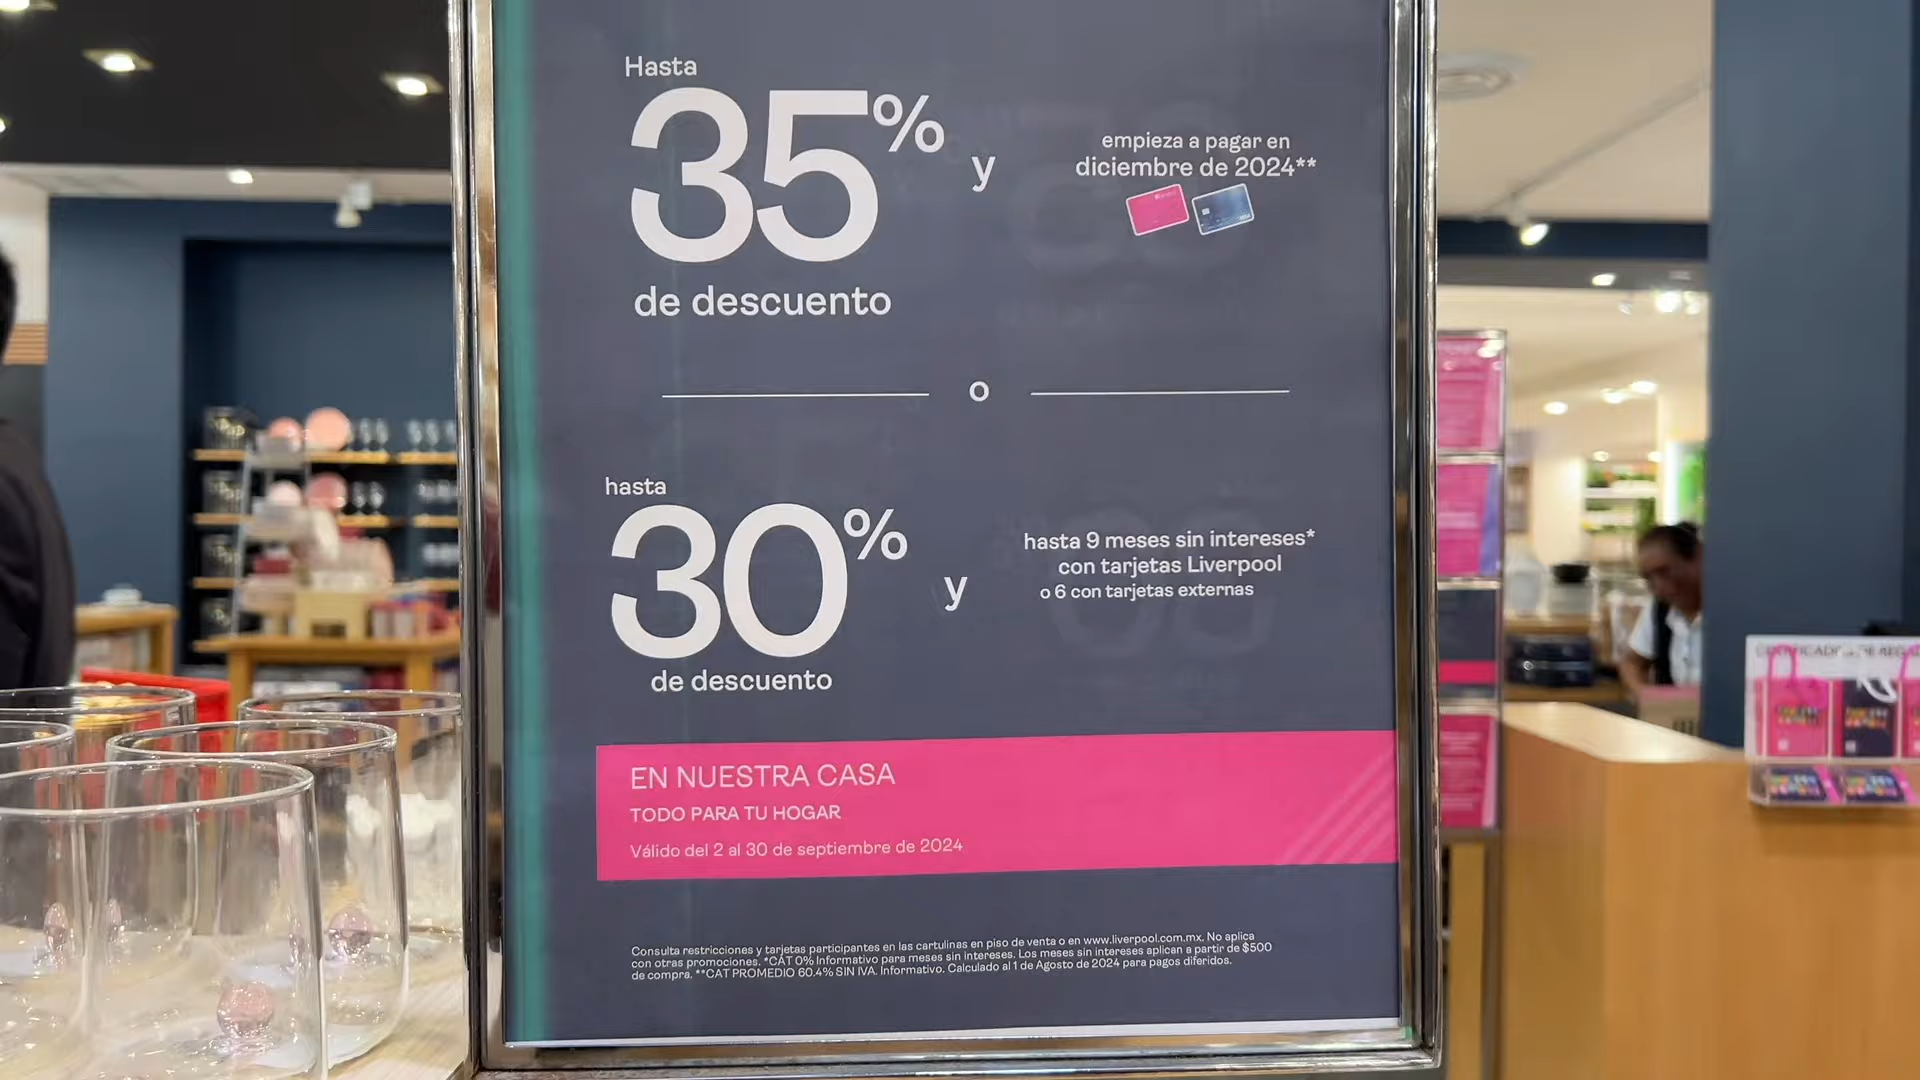 Hasta
35%
de descuento
y
empieza a pagar en
diciembre de 2024**
o
hasta
30%
de descuento
y
hasta 9 meses sin intereses*
con tarjetas Liverpool
o 6 con tarjetas externas
EN NUESTRA CASA
TODO PARA TU HOGAR
Válido del 2 al 30 de septiembre de 2024
Consulta restricciones y tarjetas participantes en las cartulinas en piso de venta o en www.liverpool.com.mx. No aplica
con otras promociones. *CAT 0% Informativo para meses sin intereses. Los meses sin intereses aplican a partir de $500
de compra. **CAT PROMEDIO 60.4% SIN IVA. Informativo. Calculado al 1 de Agosto de 2024 para pagos diferidos.